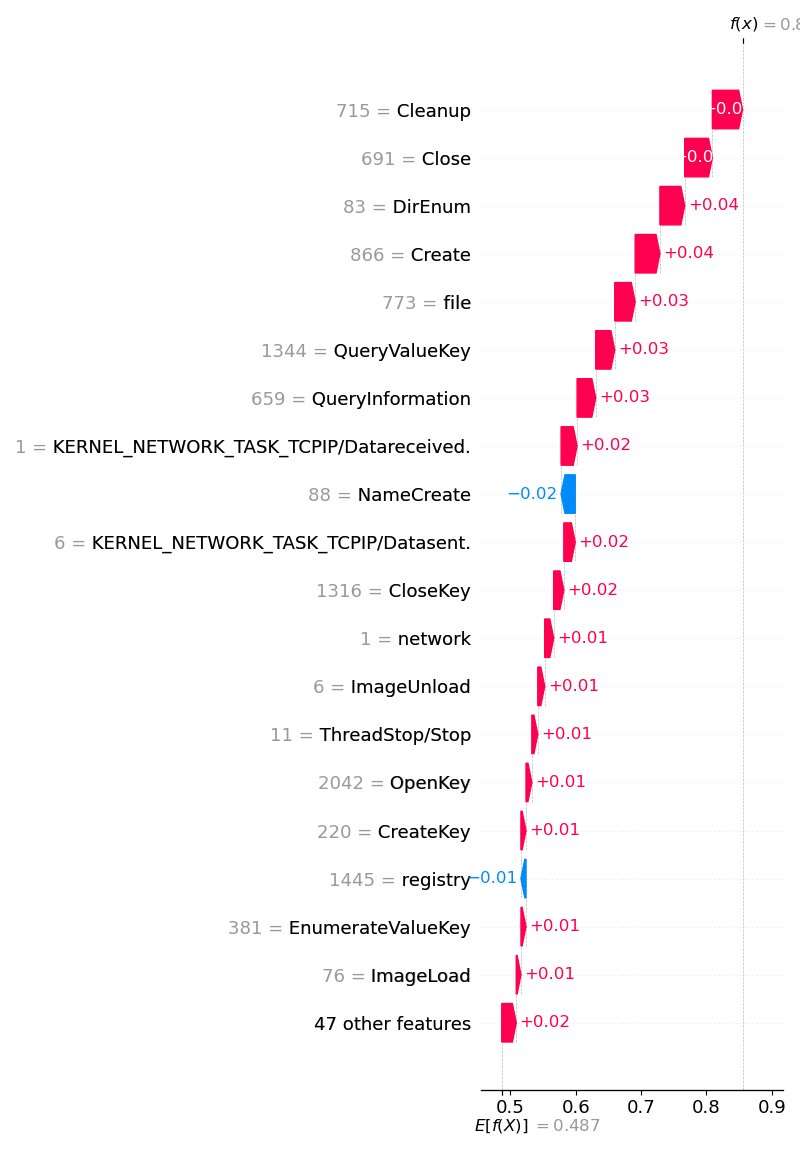 f(x) = 0.8
715 = Cleanup
691 = Close
83 = DirEnum +0.04
866 = Create +0.04
773 = file +0.03
1344 = QueryValueKey +0.03
659 = QueryInformation +0.03
1 = KERNEL_NETWORK_TASK_TCPIP/Datareceived. +0.02
88 = NameCreate −0.02
6 = KERNEL_NETWORK_TASK_TCPIP/Datasent. +0.02
1316 = CloseKey +0.02
1 = network +0.01
6 = ImageUnload +0.01
11 = ThreadStop/Stop +0.01
2042 = OpenKey +0.01
220 = CreateKey +0.01
1445 = registry −0.01
381 = EnumerateValueKey +0.01
76 = ImageLoad +0.01
47 other features +0.02
0.5 0.6 0.7 0.8 0.9
E[f(X)] = 0.487